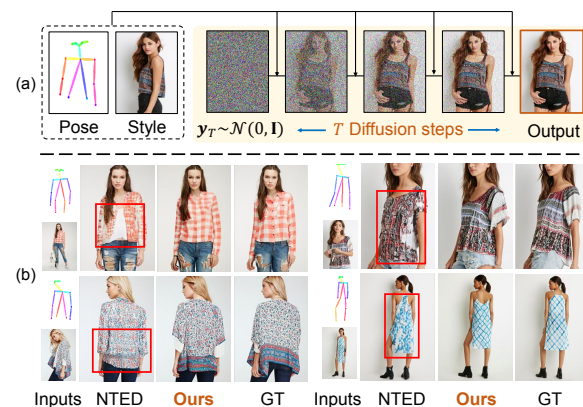 (a)
Pose
Style
𝐲_T~𝒩(0, 𝐈)
T Diffusion steps
Output
(b)
Inputs NTED Ours GT Inputs NTED Ours GT